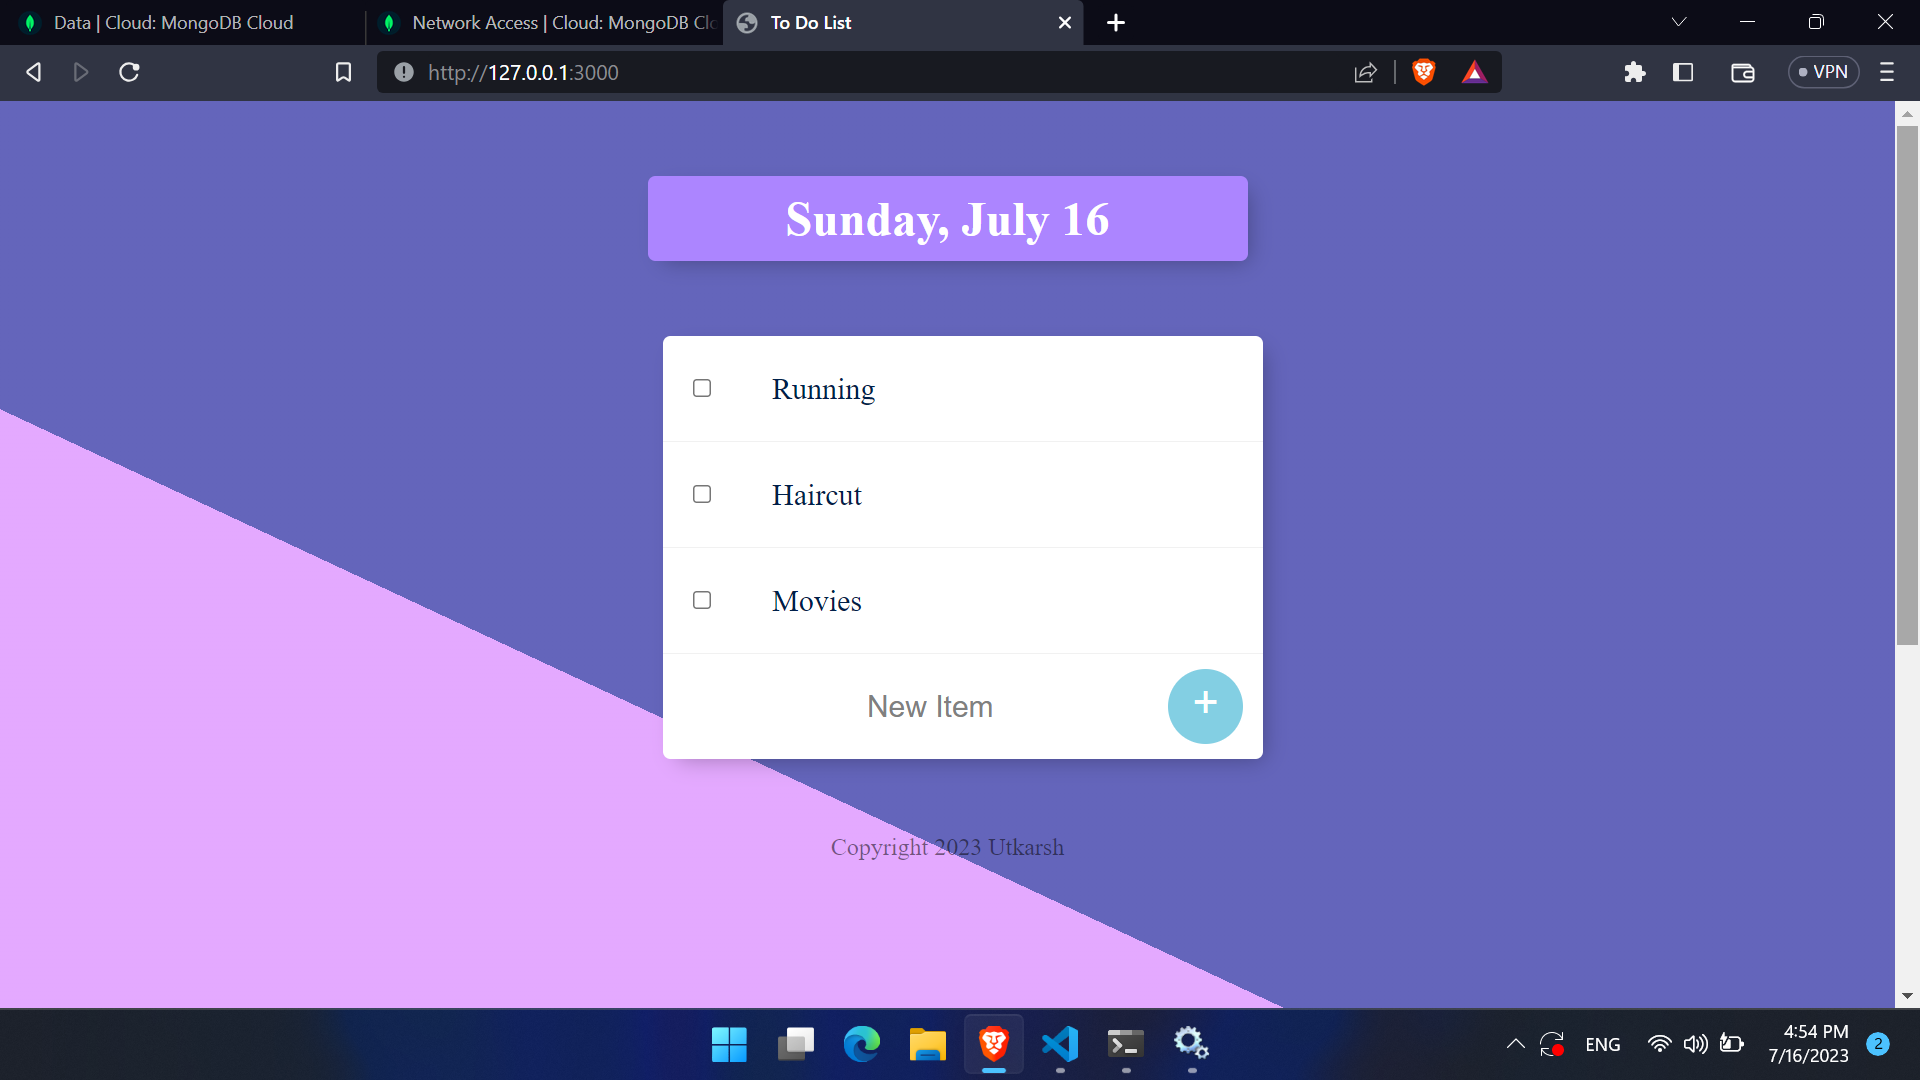 Data | Cloud: MongoDB Cloud
Network Access | Cloud: MongoDB Clo
To Do List
http://127.0.0.1:3000
VPN
Sunday, July 16
Running
Haircut
Movies
New Item
+
Copyright 2023 Utkarsh
ENG
4:54 PM
7/16/2023
2